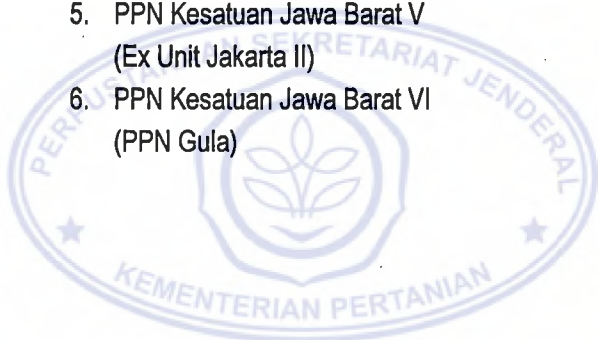 5. PPN Kesatuan Jawa Barat V
(Ex Unit Jakarta II)
6. PPN Kesatuan Jawa Barat VI
(PPN Gula)
PERPUSTAKAAN SEKRETARIAT JENDERAL
KEMENTERIAN PERTANIAN